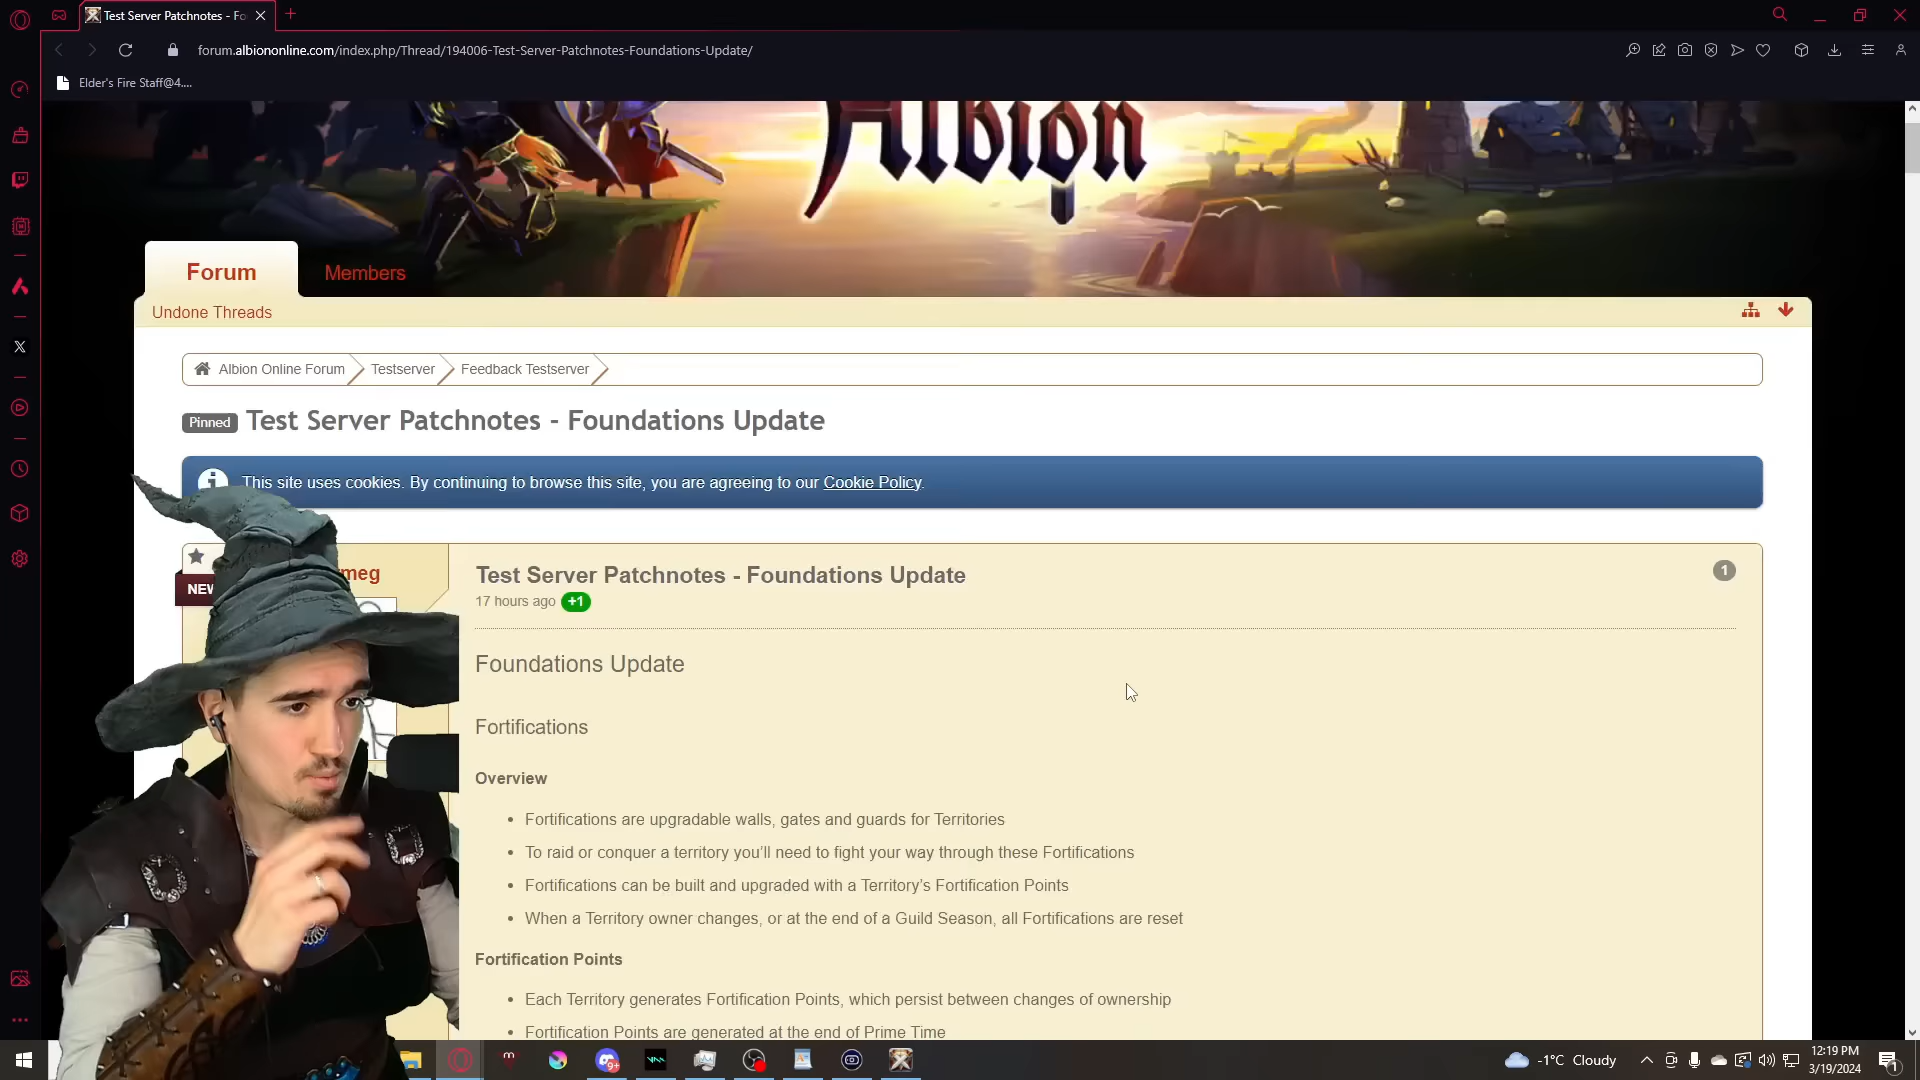 Test Server Patchnotes - Fo
forum.albiononline.com/index.php/Thread/194006-Test-Server-Patchnotes-Foundations-Update/
Elder's Fire Staff@4....
Albion
Forum
Members
Undone Threads
Albion Online Forum
Testserver
Feedback Testserver
Pinned
Test Server Patchnotes - Foundations Update
This site uses cookies. By continuing to browse this site, you are agreeing to our Cookie Policy.
meg
NEW
Test Server Patchnotes - Foundations Update
1
17 hours ago +1
Foundations Update
Fortifications
Overview
• Fortifications are upgradable walls, gates and guards for Territories
• To raid or conquer a territory you’ll need to fight your way through these Fortifications
• Fortifications can be built and upgraded with a Territory’s Fortification Points
• When a Territory owner changes, or at the end of a Guild Season, all Fortifications are reset
Fortification Points
• Each Territory generates Fortification Points, which persist between changes of ownership
• Fortification Points are generated at the end of Prime Time
9+
-1°C Cloudy
12:19 PM
3/19/2024
1